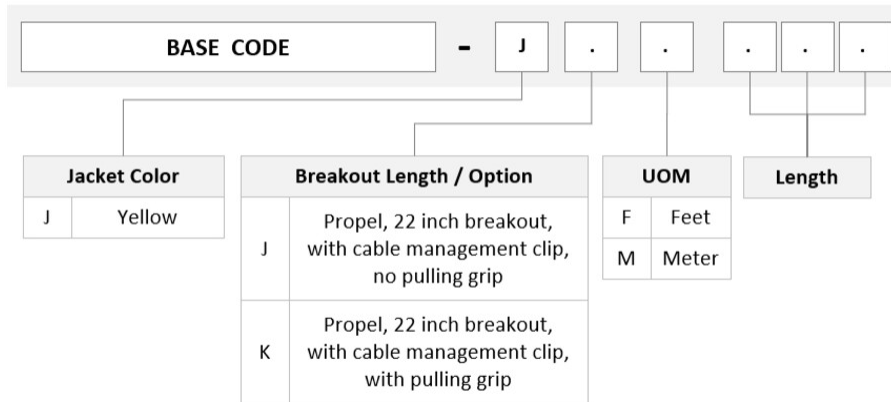 BASE CODE - J . . . . .
Jacket Color
J Yellow
Breakout Length / Option
J Propel, 22 inch breakout,
with cable management clip,
no pulling grip
K Propel, 22 inch breakout,
with cable management clip,
with pulling grip
UOM
F Feet
M Meter
Length